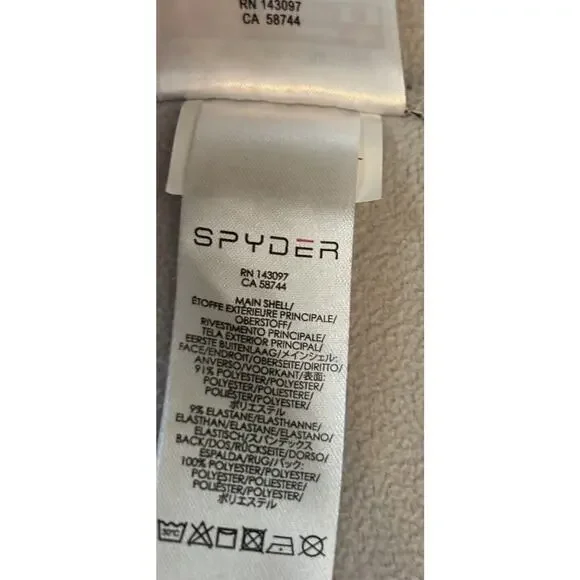 RN 143097
CA 58744
SPYDER
RN 143097
CA 58744
MAIN SHELL/
ÉTOFFE EXTÉRIEURE PRINCIPALE/
OBERSTOFF/
RIVESTIMENTO PRINCIPALE/
TELA EXTERIOR PRINCIPAL/
EERSTE BUITENLAAG/メインシェル:
FACE/ENDROIT/OBERSEITE/DIRITTO/
ANVERSO/VOORKANT/表面:
91% POLYESTER/POLYESTER/
POLYESTER/POLIESTERE/
POLIÉSTER/POLYESTER/
ポリエステル
9% ELASTANE/ELASTHANNE/
ELASTHAN/ELASTANE/ELASTANO/
ELASTISCH/スパンデックス
BACK/DOS/RÜCKSEITE/DORSO/
ESPALDA/RUG/バック:
100% POLYESTER/POLYESTER/
POLYESTER/POLIESTERE/
POLIÉSTER/POLYESTER/
ポリエステル
30°C